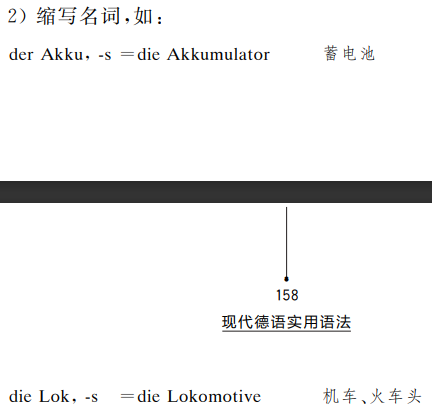 2) 缩写名词,如:
der Akku, -s =die Akkumulator 蓄电池
158
现代德语实用语法
die Lok, -s =die Lokomotive 机车、火车头